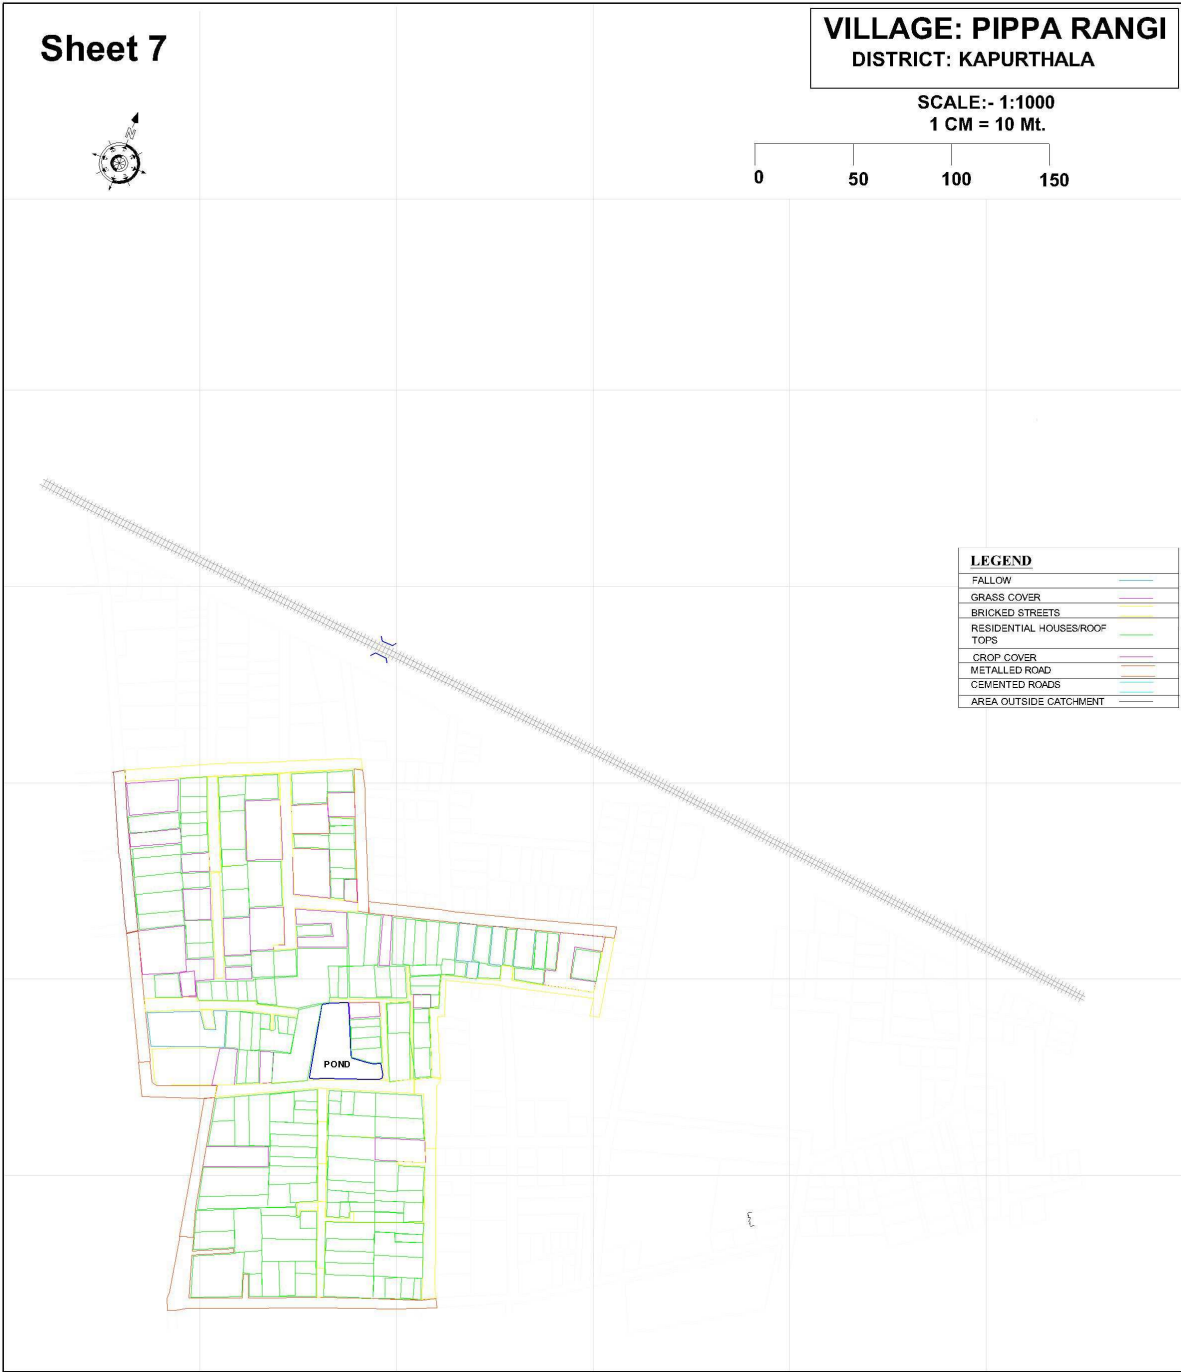 Sheet 7
VILLAGE: PIPPA RANGI
DISTRICT: KAPURTHALA
SCALE:- 1:1000
1 CM = 10 Mt.
0 50 100 150
N
LEGEND
FALLOW
GRASS COVER
BRICKED STREETS
RESIDENTIAL HOUSES/ROOF
TOPS
CROP COVER
METALLED ROAD
CEMENTED ROADS
AREA OUTSIDE CATCHMENT
POND